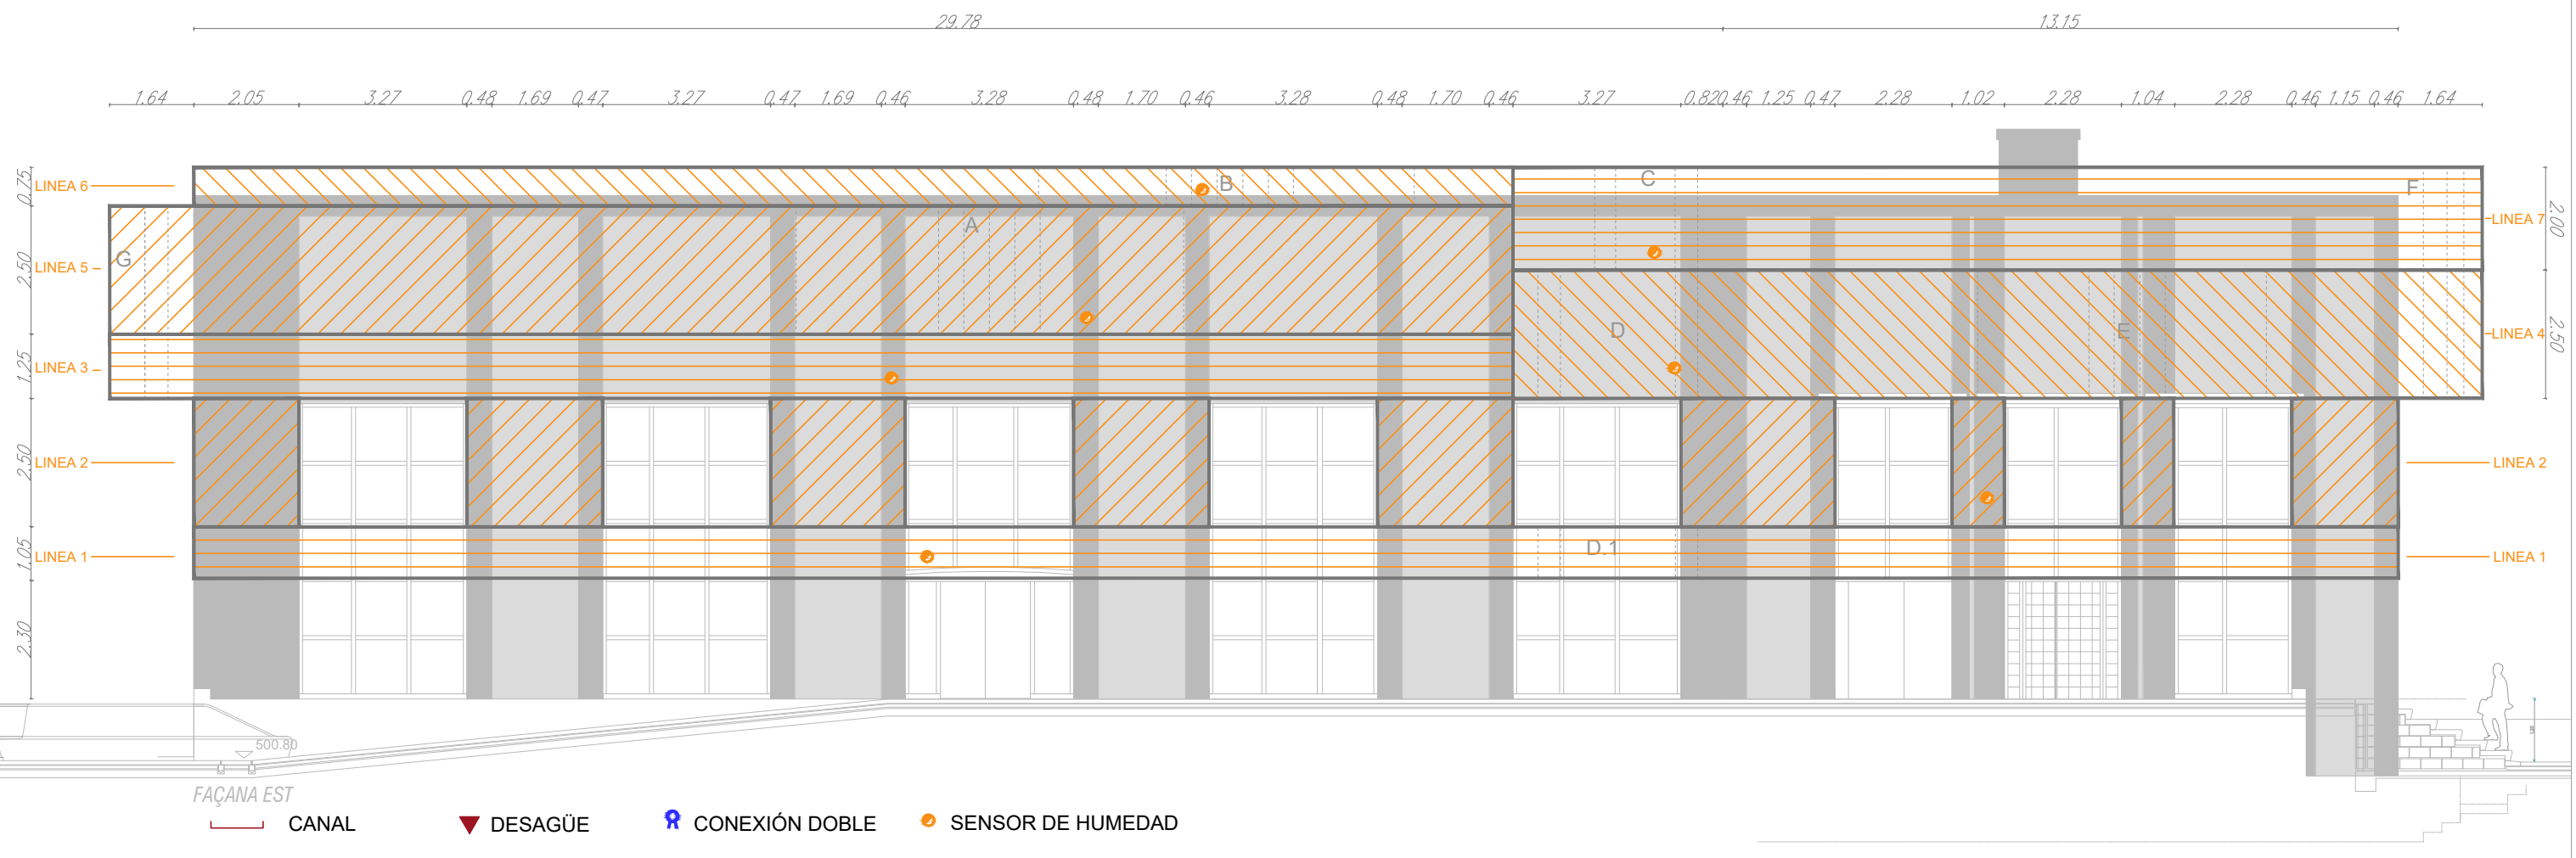 29.78 13.15
1.64 2.05 3.27 0.48 1.69 0.47 3.27 0.47 1.69 0.46 3.28 0.48 1.70 0.46 3.28 0.48 1.70 0.46 3.27 0.82 0.46 1.25 0.47 2.28 1.02 2.28 1.04 2.28 0.46 1.15 0.46 1.64
0.75 LINEA 6 B C F
A
LINEA 7 2.00
G
2.50 LINEA 5
D E LINEA 4 2.50
1.25 LINEA 3
2.50 LINEA 2 LINEA 2
1.05 LINEA 1 D.1 LINEA 1
2.30
500.80
FAÇANA EST
CANAL DESAGÜE CONEXIÓN DOBLE SENSOR DE HUMEDAD